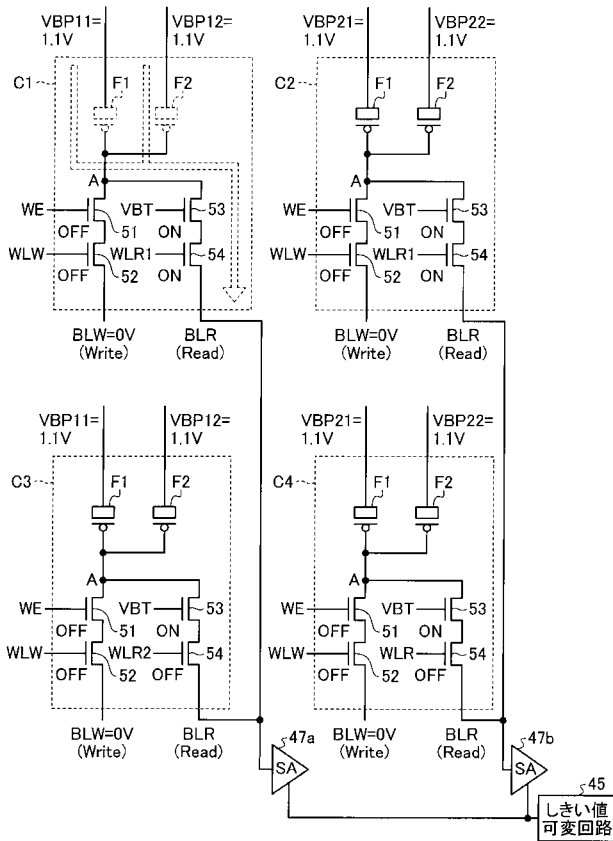 VBP11=
1.1V
VBP12=
1.1V
VBP21=
1.1V
VBP22=
1.1V
C1
F1
F2
C2
F1
F2
A
WE
OFF
51
VBT
ON
53
WLW
OFF
52
WLR1
ON
54
A
WE
OFF
51
VBT
ON
53
WLW
OFF
52
WLR1
ON
54
BLW=0V
(Write)
BLR
(Read)
BLW=0V
(Write)
BLR
(Read)
VBP11=
1.1V
VBP12=
1.1V
VBP21=
1.1V
VBP22=
1.1V
C3
F1
F2
C4
F1
F2
A
WE
OFF
51
VBT
ON
53
WLW
OFF
52
WLR2
OFF
54
A
WE
OFF
51
VBT
ON
53
WLW
OFF
52
WLR
OFF
54
BLW=0V
(Write)
BLR
(Read)
BLW=0V
(Write)
BLR
(Read)
47a
SA
47b
SA
45
しきい値
可変回路